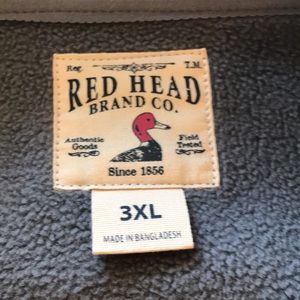 Reg. T.M.
RED HEAD
BRAND CO.
Authentic Field
Goods Tested
Since 1856
3XL
MADE IN BANGLADESH